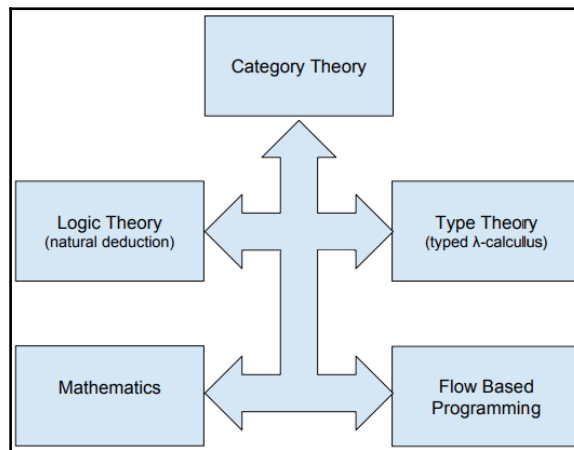 Category Theory
Logic Theory
(natural deduction)
Type Theory
(typed λ-calculus)
Mathematics
Flow Based
Programming